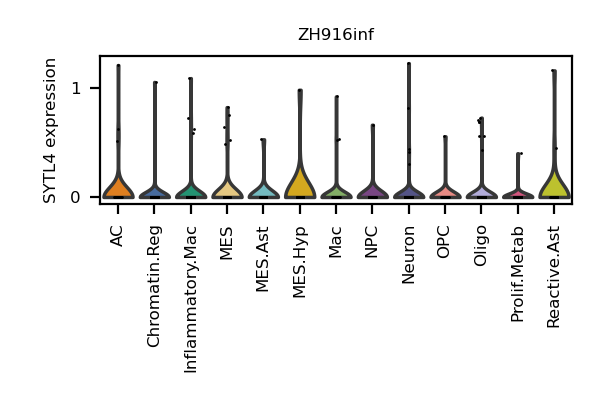 ZH916inf
SYTL4 expression
1
0
AC
Chromatin.Reg
Inflammatory.Mac
MES
MES.Ast
MES.Hyp
Mac
NPC
Neuron
OPC
Oligo
Prolif.Metab
Reactive.Ast